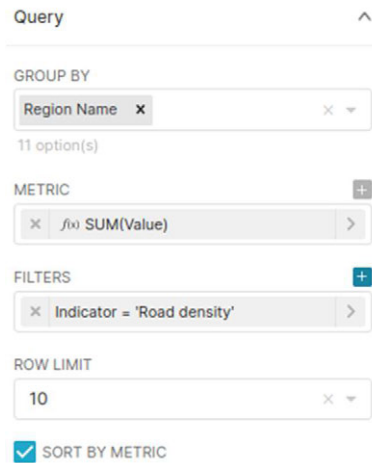 Query
GROUP BY
Region Name
11 option(s)
METRIC
f(x) SUM(Value)
FILTERS
Indicator = 'Road density'
ROW LIMIT
10
SORT BY METRIC